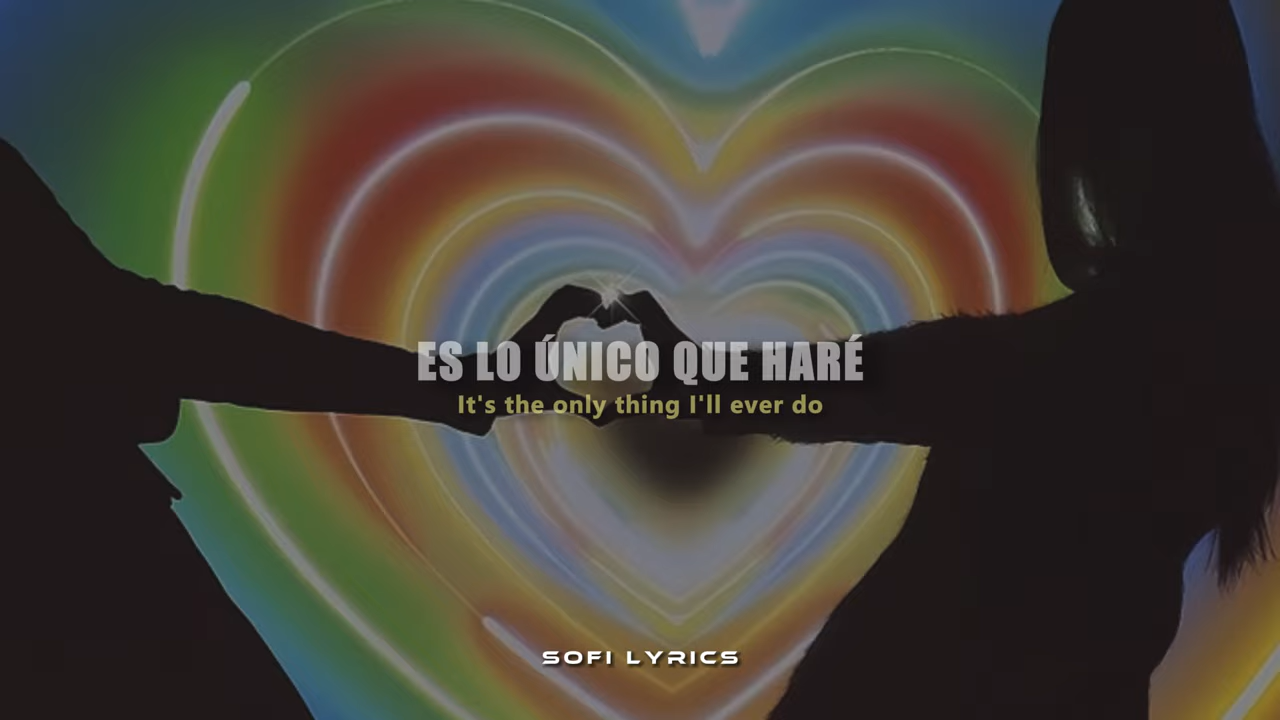 ES LO ÚNICO QUE HARÉ
It's the only thing I'll ever do
SOFI LYRICS